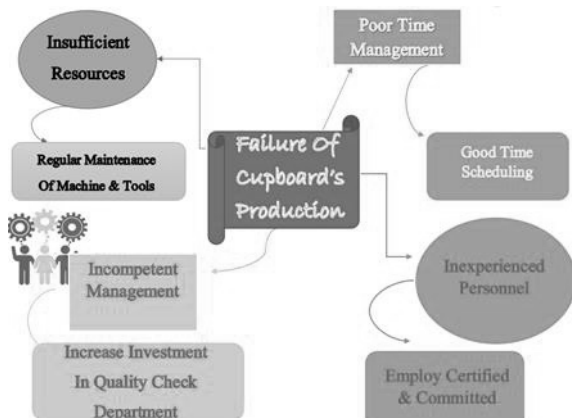 Insufficient
Resources
Poor Time
Management
Failure Of
Cupboard's
Production
Regular Maintenance
Of Machine & Tools
Good Time
Scheduling
Incompetent
Management
Inexperienced
Personnel
Increase Investment
In Quality Check
Department
Employ Certified
& Committed